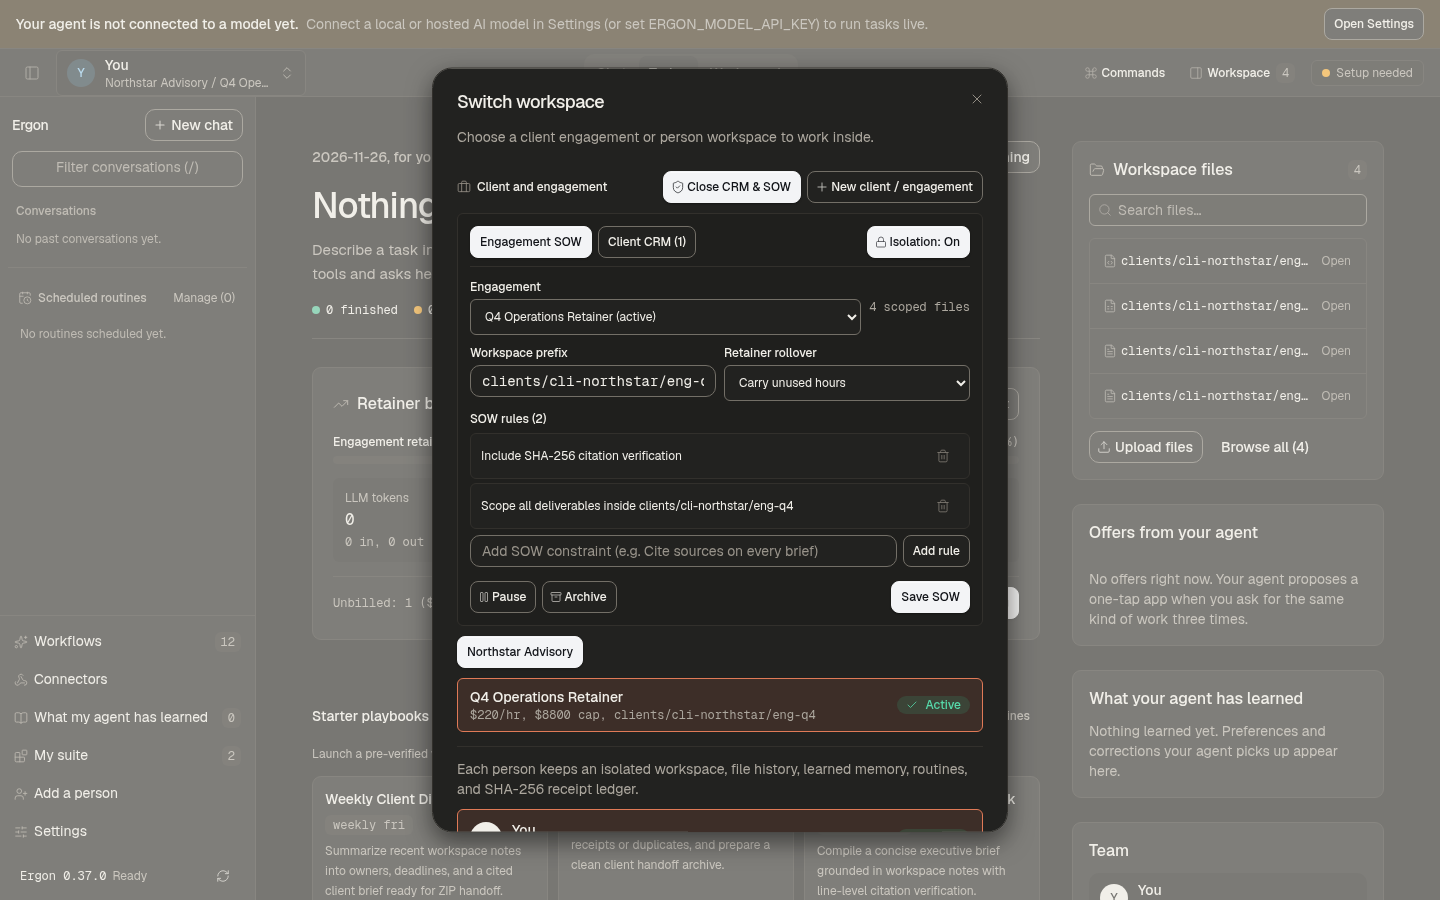 Your agent is not connected to a model yet. Connect a local or hosted AI model in Settings (or set ERGON_MODEL_API_KEY) to run tasks live.
Open Settings
Y
You
Northstar Advisory / Q4 Ope...
Commands
Workspace 4
Setup needed
Ergon
New chat
Filter conversations (/)
Conversations
No past conversations yet.
Scheduled routines
Manage (0)
No routines scheduled yet.
Workflows 12
Connectors
What my agent has learned 0
My suite 2
Add a person
Settings
Ergon 0.37.0 Ready
2026-11-26, for yo
Nothing
Describe a task in
tools and asks he
0 finished
Retainer b
Engagement retai
LLM tokens
0
0 in, 0 out
Unbilled: 1 ($
Starter playbooks
Launch a pre-verified
Weekly Client Di
weekly fri
Summarize recent workspace notes
into owners, deadlines, and a cited
client brief ready for ZIP handoff.
receipts or duplicates, and prepare a
clean client handoff archive.
Compile a concise executive brief
grounded in workspace notes with
line-level citation verification.
Switch workspace
Choose a client engagement or person workspace to work inside.
Client and engagement
Close CRM & SOW
New client / engagement
Engagement SOW
Client CRM (1)
Isolation: On
Engagement
Q4 Operations Retainer (active)
4 scoped files
Workspace prefix
Retainer rollover
clients/cli-northstar/eng-q
Carry unused hours
SOW rules (2)
Include SHA-256 citation verification
Scope all deliverables inside clients/cli-northstar/eng-q4
Add SOW constraint (e.g. Cite sources on every brief)
Add rule
Pause
Archive
Save SOW
Northstar Advisory
Q4 Operations Retainer
$220/hr, $8800 cap, clients/cli-northstar/eng-q4
Active
Each person keeps an isolated workspace, file history, learned memory, routines,
and SHA-256 receipt ledger.
You
Workspace files 4
Search files...
clients/cli-northstar/eng... Open
clients/cli-northstar/eng... Open
clients/cli-northstar/eng... Open
clients/cli-northstar/eng... Open
Upload files
Browse all (4)
Offers from your agent
No offers right now. Your agent proposes a
one-tap app when you ask for the same
kind of work three times.
What your agent has learned
Nothing learned yet. Preferences and
corrections your agent picks up appear
here.
Team
Y
You